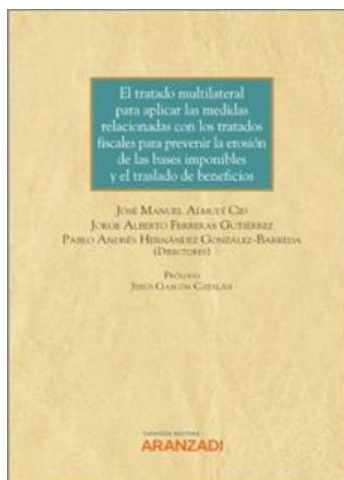 El tratado multilateral
para aplicar las medidas
relacionadas con los tratados
fiscales para prevenir la erosión
de las bases imponibles
y el traslado de beneficios
José Manuel Almudí Cid
Jorge Alberto Ferreras Gutiérrez
Pablo Andrés Hernández González-Barreda
(Directores)
Prólogo
Jesús Gascón Catalán
ARANZADI